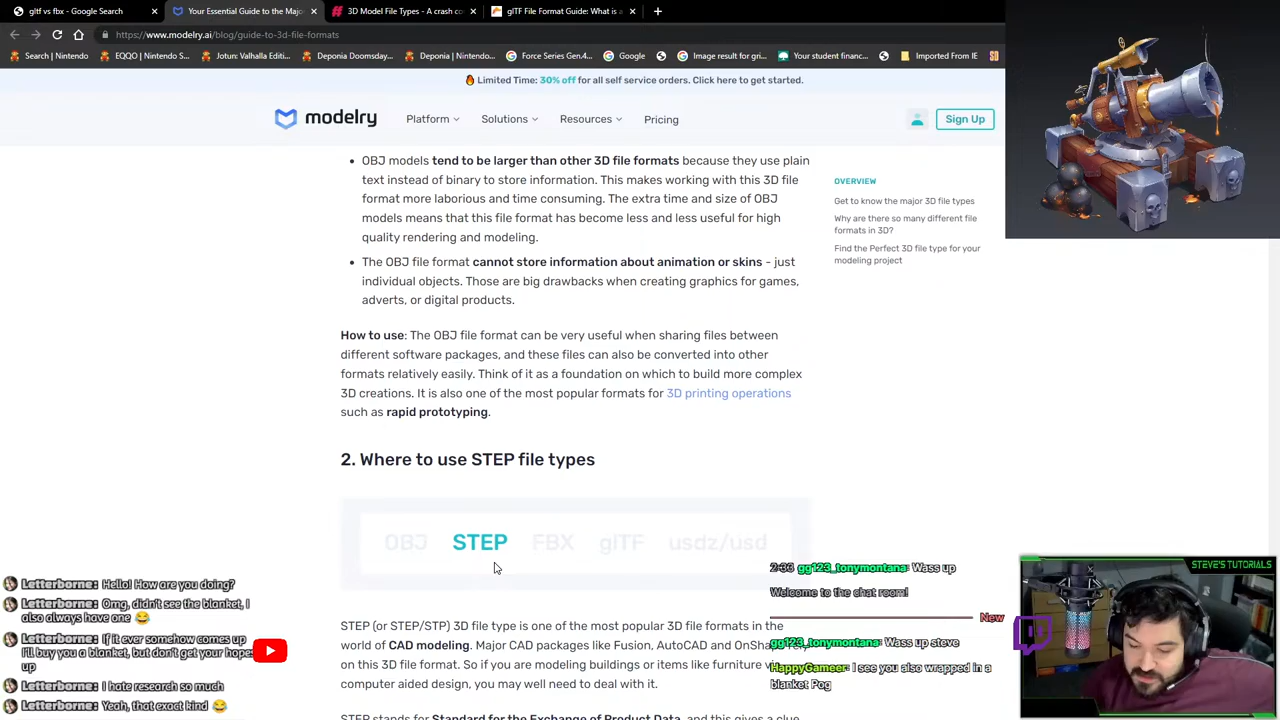 gltf vs fbx - Google Search
Your Essential Guide to the Major
3D Model File Types - A crash co
glTF File Format Guide: What is a
https://www.modelry.ai/blog/guide-to-3d-file-formats
Search | Nintendo
EQQO | Nintendo S...
Jotun: Valhalla Editi...
Deponia Doomsday...
Deponia | Nintendo...
Force Series Gen.4...
Google
Image result for gri...
Your student financ...
Imported From IE
Limited Time: 30% off for all self service orders. Click here to get started.
modelry
Platform
Solutions
Resources
Pricing
Sign Up
• OBJ models tend to be larger than other 3D file formats because they use plain
text instead of binary to store information. This makes working with this 3D file
format more laborious and time consuming. The extra time and size of OBJ
models means that this file format has become less and less useful for high
quality rendering and modeling.
• The OBJ file format cannot store information about animation or skins - just
individual objects. Those are big drawbacks when creating graphics for games,
adverts, or digital products.
How to use: The OBJ file format can be very useful when sharing files between
different software packages, and these files can also be converted into other
formats relatively easily. Think of it as a foundation on which to build more complex
3D creations. It is also one of the most popular formats for 3D printing operations
such as rapid prototyping.
2. Where to use STEP file types
OBJ STEP FBX glTF usdz/usd
STEP (or STEP/STP) 3D file type is one of the most popular 3D file formats in the
world of CAD modeling. Major CAD packages like Fusion, AutoCAD and OnSha
on this 3D file format. So if you are modeling buildings or items like furniture v
computer aided design, you may well need to deal with it.
STEP stands for Standard for the Exchange of Product Data, and this gives a clue
OVERVIEW
Get to know the major 3D file types
Why are there so many different file
formats in 3D?
Find the Perfect 3D file type for your
modeling project
Letterborne: Hello! How are you doing?
Letterborne: Omg, didn't see the blanket, I
also always have one
Letterborne: If it ever somehow comes up
I'll buy you a blanket, but don't get your hopes
up
Letterborne: I hate research so much
Letterborne: Yeah, that exact kind
2:33 gg123_tonymontana: Wass up
Welcome to the chat room!
New
gg123_tonymontana: Wass up steve
HappyGameer: I see you also wrapped in a
blanket Pog
STEVE'S TUTORIALS